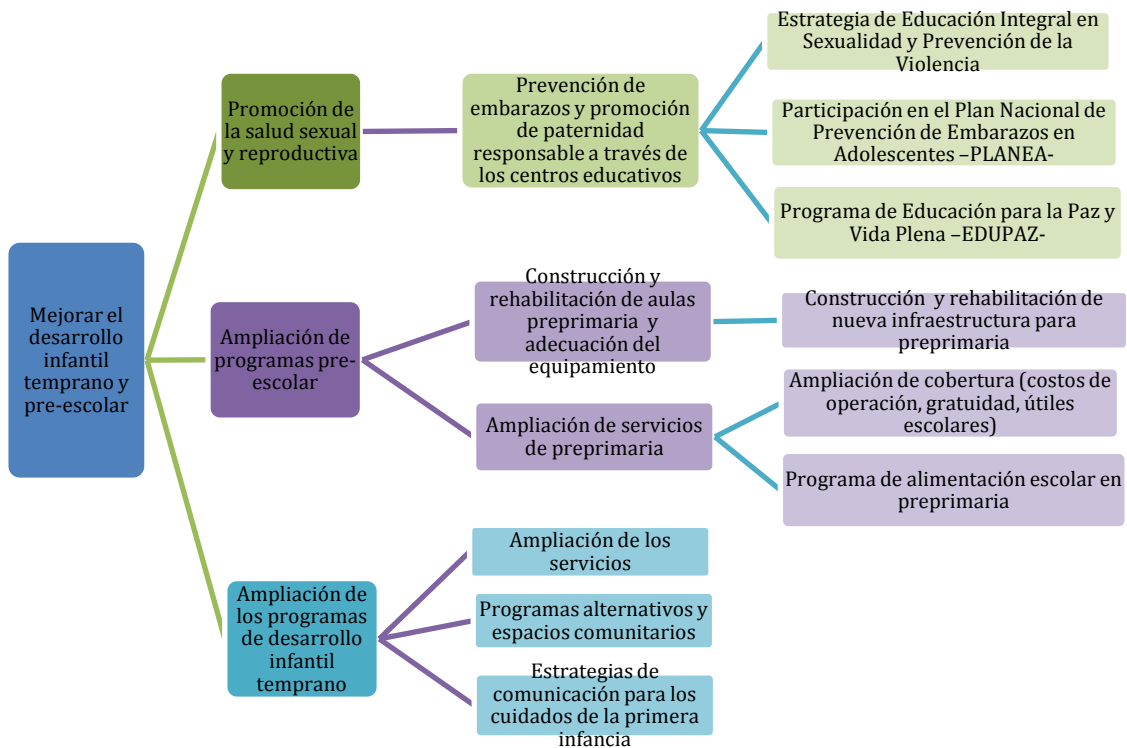 Mejorar el
desarrollo
infantil
temprano y
pre-escolar
Promoción de
la salud sexual
y reproductiva
Prevención de
embarazos y promoción
de paternidad
responsable a través de
los centros educativos
Estrategia de Educación Integral en
Sexualidad y Prevención de la
Violencia
Participación en el Plan Nacional de
Prevención de Embarazos en
Adolescentes –PLANEA-
Programa de Educación para la Paz y
Vida Plena –EDUPAZ-
Ampliación de
programas pre-
escolar
Construcción y
rehabilitación de aulas
preprimaria y
adecuación del
equipamiento
Construcción y rehabilitación de
nueva infraestructura para
preprimaria
Ampliación de servicios
de preprimaria
Ampliación de cobertura (costos de
operación, gratuidad, útiles
escolares)
Programa de alimentación escolar en
preprimaria
Ampliación de
los programas
de desarrollo
infantil
temprano
Ampliación de los
servicios
Programas alternativos y
espacios comunitarios
Estrategias de
comunicación para los
cuidados de la primera
infancia